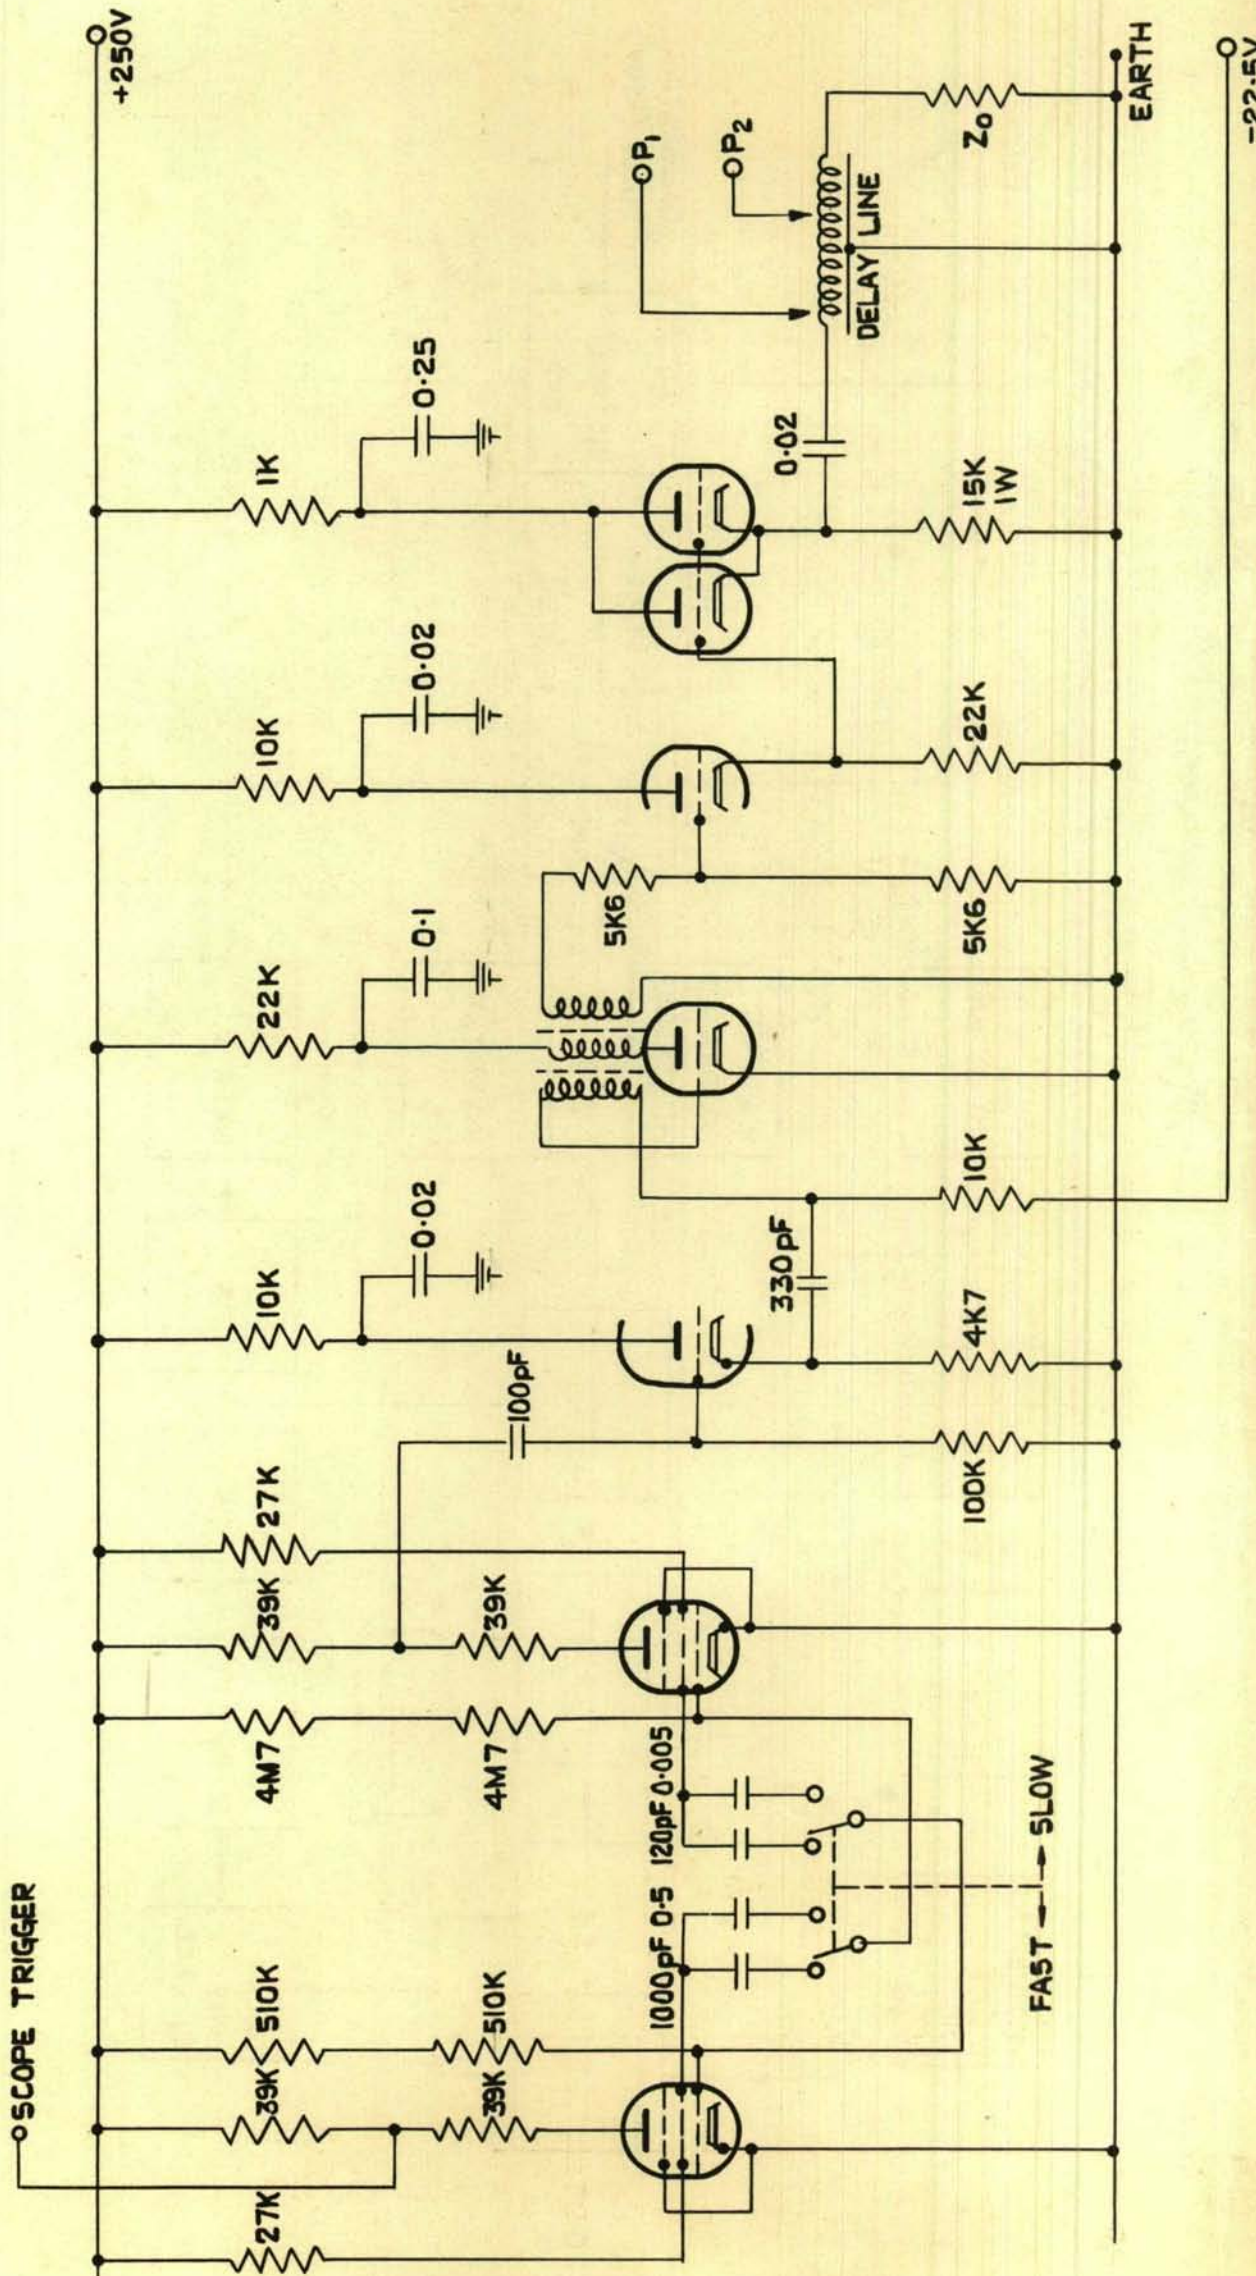 SCOPE TRIGGER
+250V
27K
39K
510K
4M7
39K
27K
10K
22K
10K
1K
39K
510K
4M7
39K
100pF
0·02
0·1
0·02
0·25
1000pF
0·5
120pF
0·005
330pF
5K6
0·02
OP₁
OP₂
DELAY LINE
FAST
SLOW
100K
4K7
10K
5K6
22K
15K
1W
Z₀
EARTH
-22·5V